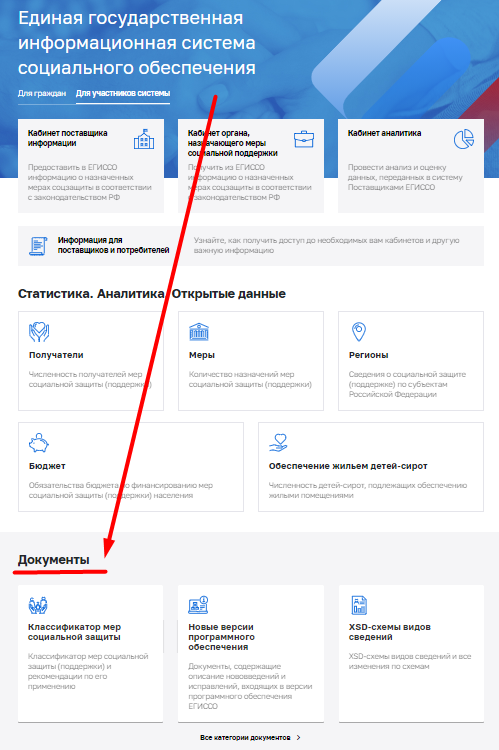 Единая государственная
информационная система
социального обеспечения
Для граждан Для участников системы
Кабинет поставщика
информации
Предоставить в ЕГИССО
информацию о назначенных
мерах соцзащиты в соответствии
с законодательством РФ
Кабинет органа,
назначающего меры
социальной поддержки
Получить из ЕГИССО
информацию о назначенных
мерах соцзащиты в соответствии
с законодательством РФ
Кабинет аналитика
Провести анализ и оценку
данных, переданных в систему
Поставщиками ЕГИССО
Информация для
поставщиков и потребителей
Узнайте, как получить доступ до необходимых вам кабинетов и другую
важную информацию
Статистика. Аналитика. Открытые данные
Получатели
Численность получателей мер
социальной защиты (поддержки)
Меры
Количество назначений мер
социальной защиты (поддержки)
Регионы
Сведения о социальной защите
(поддержке) по субъектам
Российской Федерации
Бюджет
Обязательства бюджета по финансированию мер
социальной защиты (поддержки) населения
Обеспечение жильем детей-сирот
Численность детей-сирот, подлежащих обеспечению
жилыми помещениями
Документы
Классификатор мер
социальной защиты
Классификатор мер социальной
защиты (поддержки) и
рекомендации по его
применению
Новые версии
программного
обеспечения
Документы, содержащие
описание нововведений и
исправлений, входящих в версии
программного обеспечения
ЕГИССО
XSD-схемы видов
сведений
XSD-схемы видов сведений и все
изменения по схемам
Все категории документов